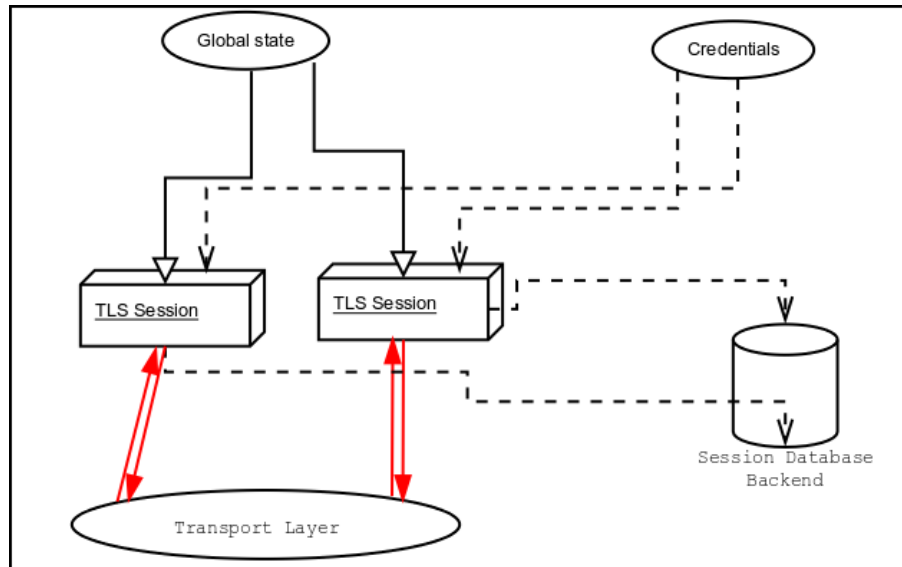 Global state
Credentials
TLS Session
TLS Session
Session Database
Backend
Transport Layer